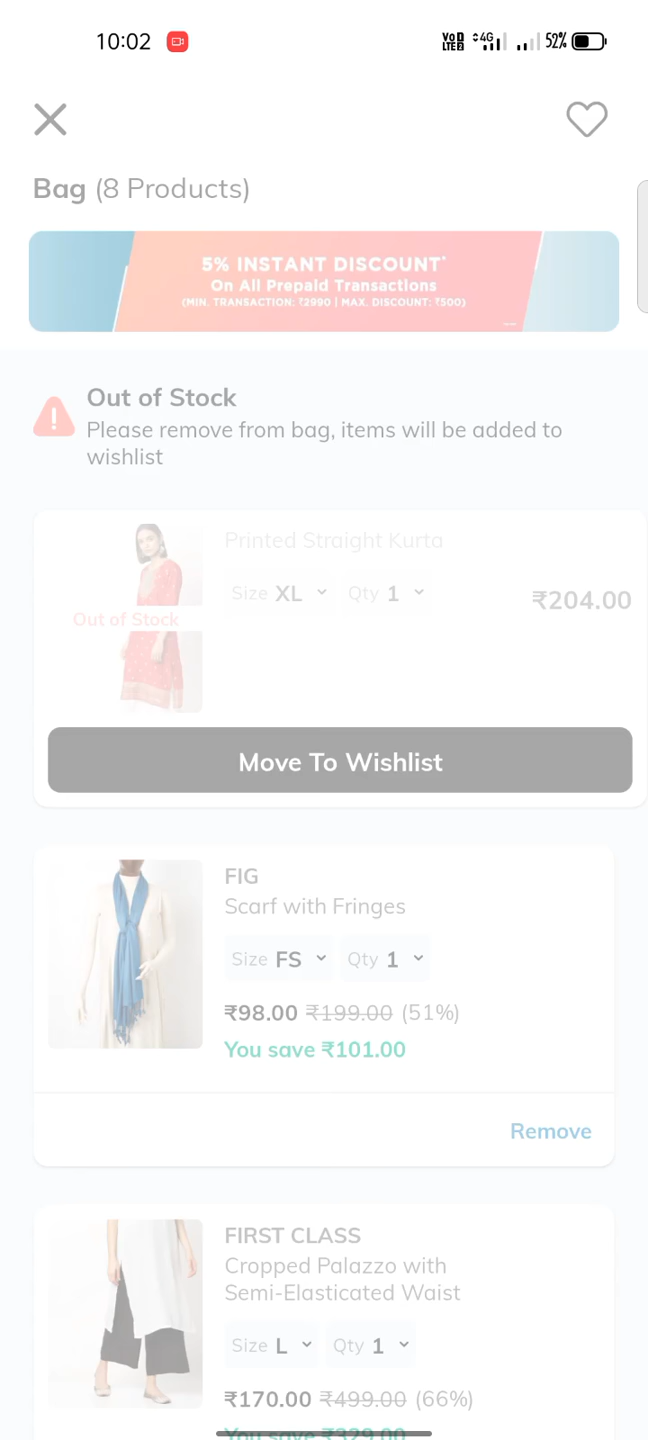 10:02
VoD
LTE 2
4G
52%
Bag (8 Products)
5% INSTANT DISCOUNT*
On All Prepaid Transactions
(MIN. TRANSACTION: ₹2990 | MAX. DISCOUNT: ₹500)
Out of Stock
Please remove from bag, items will be added to
wishlist
Printed Straight Kurta
Size XL Qty 1
₹204.00
Out of Stock
Move To Wishlist
FIG
Scarf with Fringes
Size FS Qty 1
₹98.00 ₹199.00 (51%)
You save ₹101.00
Remove
FIRST CLASS
Cropped Palazzo with
Semi-Elasticated Waist
Size L Qty 1
₹170.00 ₹499.00 (66%)
You save ₹329.00